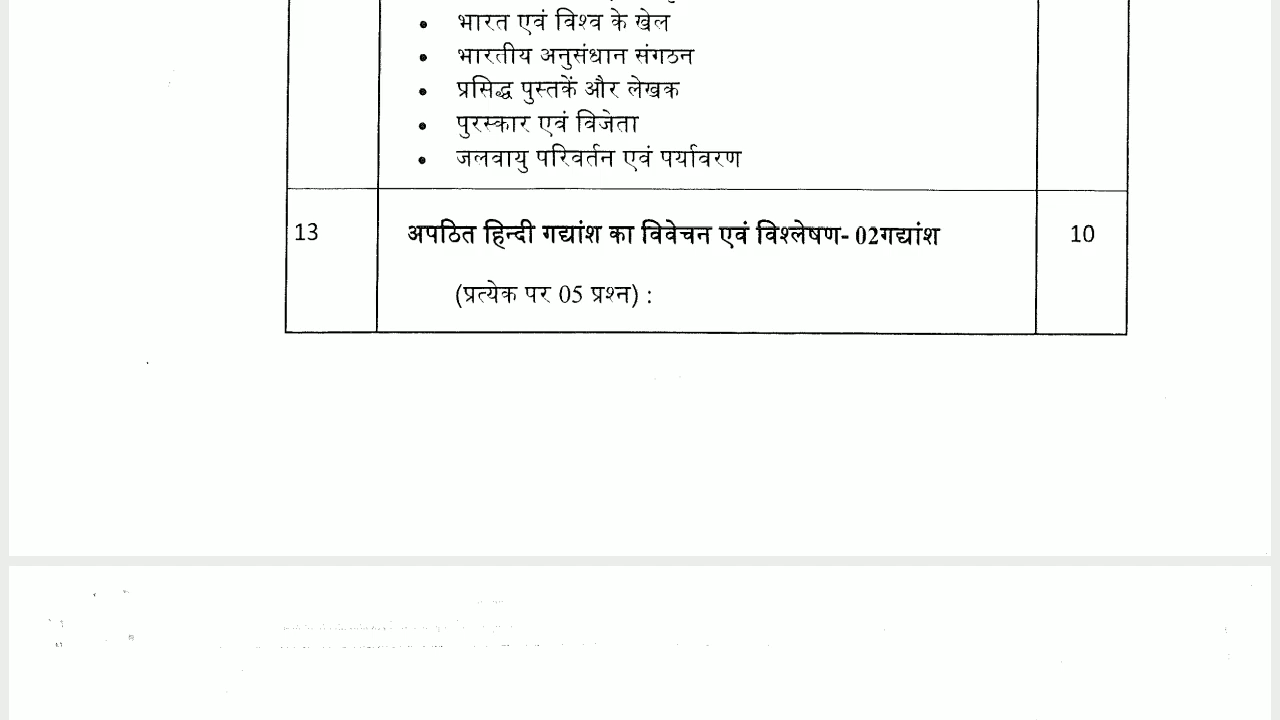 • भारत एवं विश्व के खेल
• भारतीय अनुसंधान संगठन
• प्रसिद्ध पुस्तकें और लेखक
• पुरस्कार एवं विजेता
• जलवायु परिवर्तन एवं पर्यावरण
13 अपठित हिन्दी गद्यांश का विवेचन एवं विश्लेषण- 02गद्यांश 10
(प्रत्येक पर 05 प्रश्न) :